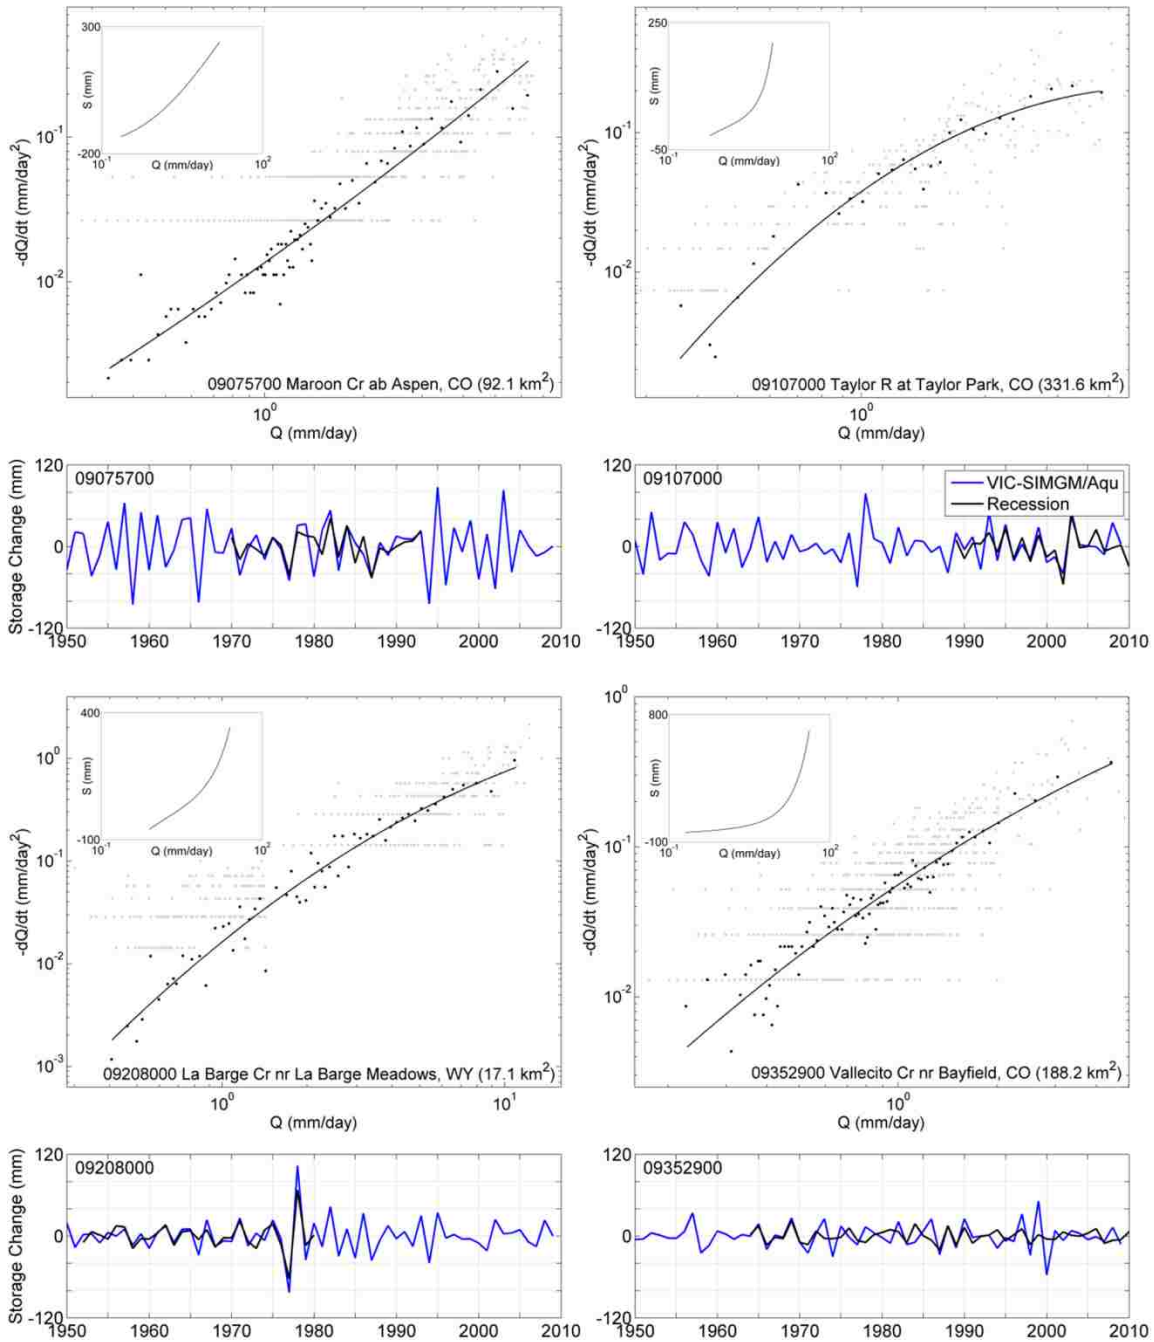 300
S (mm)
-200
10^-1
Q (mm/day)
10^2
10^-1
10^-2
-dQ/dt (mm/day^2)
09075700 Maroon Cr ab Aspen, CO (92.1 km^2)
10^0
Q (mm/day)
250
S (mm)
-50
10^-1
Q (mm/day)
10^2
10^-1
10^-2
-dQ/dt (mm/day^2)
09107000 Taylor R at Taylor Park, CO (331.6 km^2)
10^0
Q (mm/day)
Storage Change (mm)
120
0
-120
09075700
1950 1960 1970 1980 1990 2000 2010
120
0
-120
09107000
VIC-SIMGM/Aqu
Recession
1950 1960 1970 1980 1990 2000 2010
400
S (mm)
-100
10^-1
Q (mm/day)
10^2
10^0
10^-1
10^-2
10^-3
-dQ/dt (mm/day^2)
09208000 La Barge Cr nr La Barge Meadows, WY (17.1 km^2)
10^0
10^1
Q (mm/day)
10^0
800
S (mm)
-100
10^-1
Q (mm/day)
10^2
10^-1
10^-2
-dQ/dt (mm/day^2)
09352900 Vallecito Cr nr Bayfield, CO (188.2 km^2)
10^0
Q (mm/day)
Storage Change (mm)
120
0
-120
09208000
1950 1960 1970 1980 1990 2000 2010
120
0
-120
09352900
1950 1960 1970 1980 1990 2000 2010